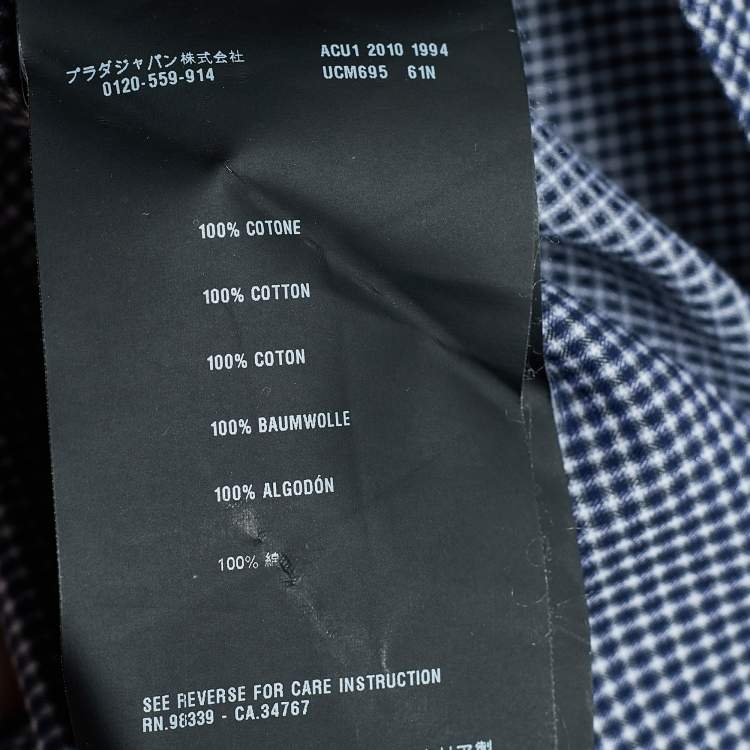 プラダジャパン株式会社
0120-559-914
ACU1 2010 1994
UCM695 61N
100% COTONE
100% COTTON
100% COTON
100% BAUMWOLLE
100% ALGODÓN
100% 綿
SEE REVERSE FOR CARE INSTRUCTION
RN.98339 - CA.34767